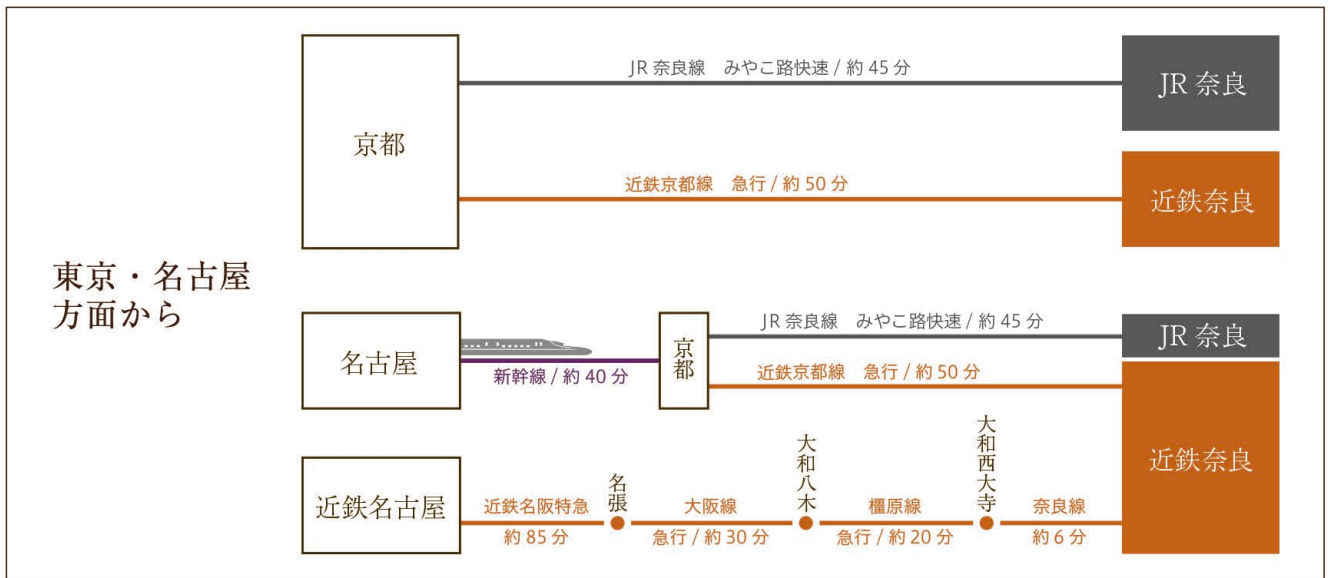 東京・名古屋
方面から
京都
JR 奈良線　みやこ路快速 / 約 45 分
JR 奈良
近鉄京都線　急行 / 約 50 分
近鉄奈良
名古屋
新幹線 / 約 40 分
京都
JR 奈良線　みやこ路快速 / 約 45 分
JR 奈良
近鉄京都線　急行 / 約 50 分
近鉄奈良
近鉄名古屋
近鉄名阪特急
約 85 分
名張
大阪線
急行 / 約 30 分
大和八木
橿原線
急行 / 約 20 分
大和西大寺
奈良線
約 6 分